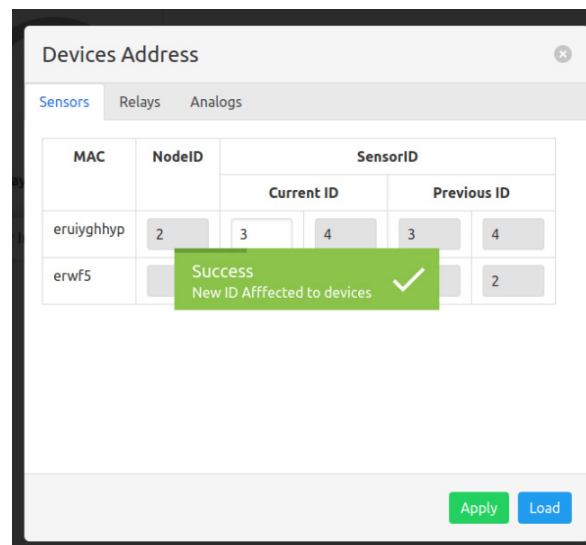 Devices Address
Sensors Relays Analogs
MAC NodeID SensorID
Current ID Previous ID
eruiyghhyp 2 3 4 3 4
erwf5 2
Success
New ID Afffected to devices
Apply Load